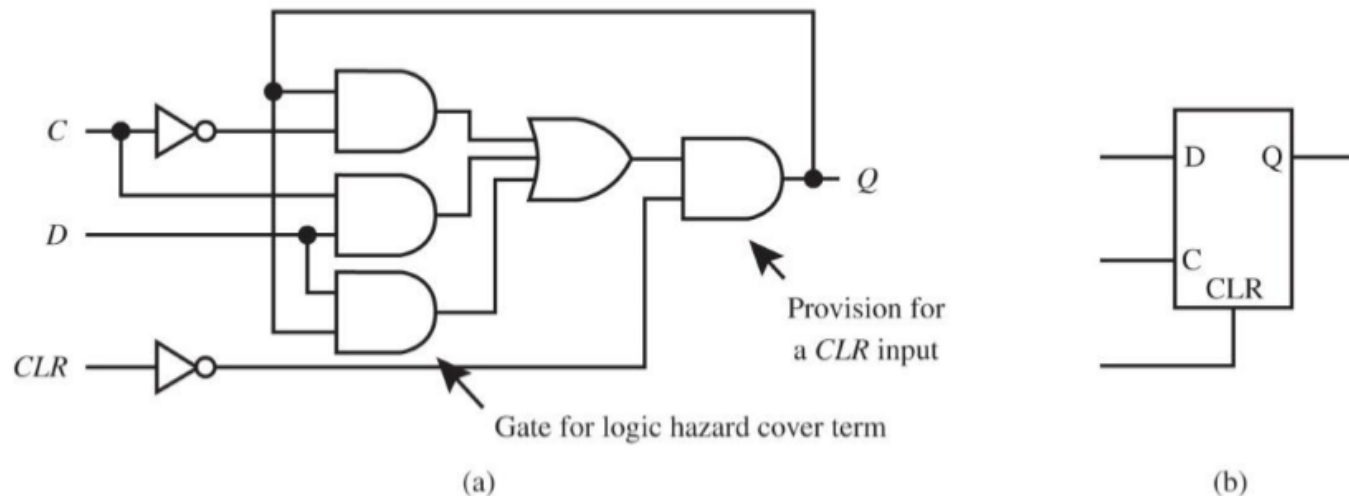 C
D
CLR
Q
Provision for
a CLR input
Gate for logic hazard cover term
(a)
D
Q
C
CLR
(b)